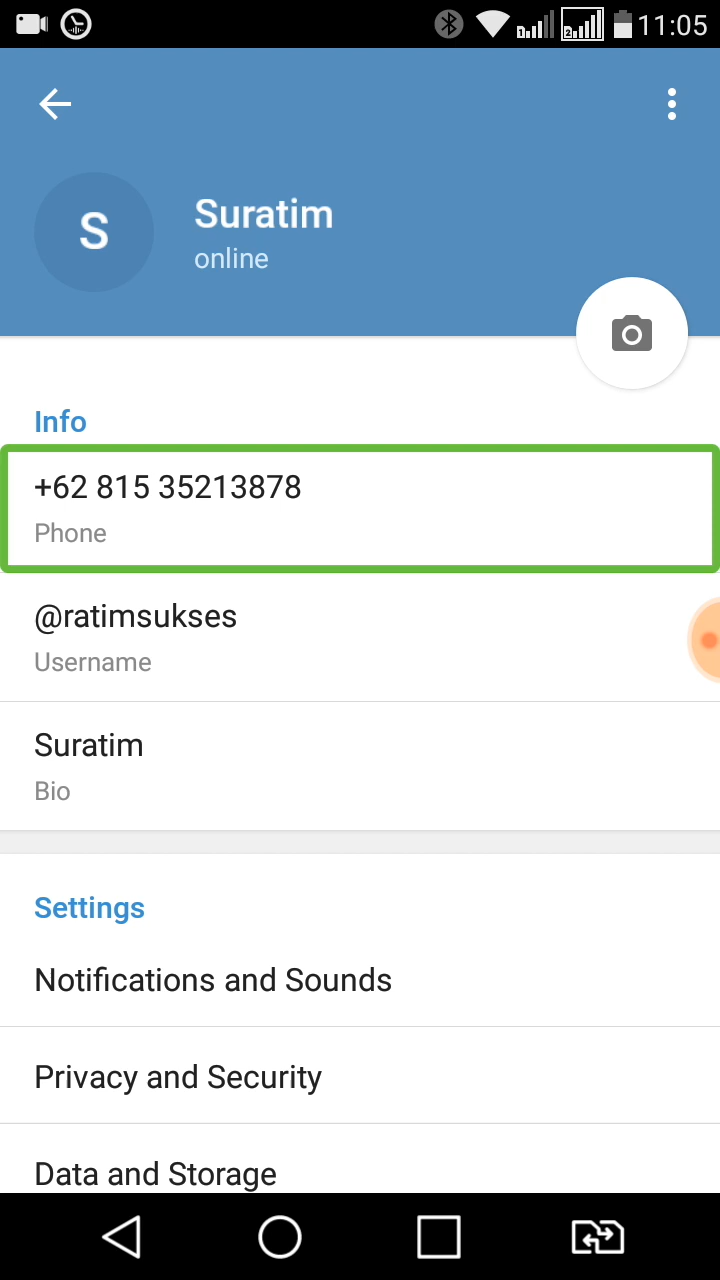 11:05
S
Suratim
online
Info
+62 815 35213878
Phone
@ratimsukses
Username
Suratim
Bio
Settings
Notifications and Sounds
Privacy and Security
Data and Storage